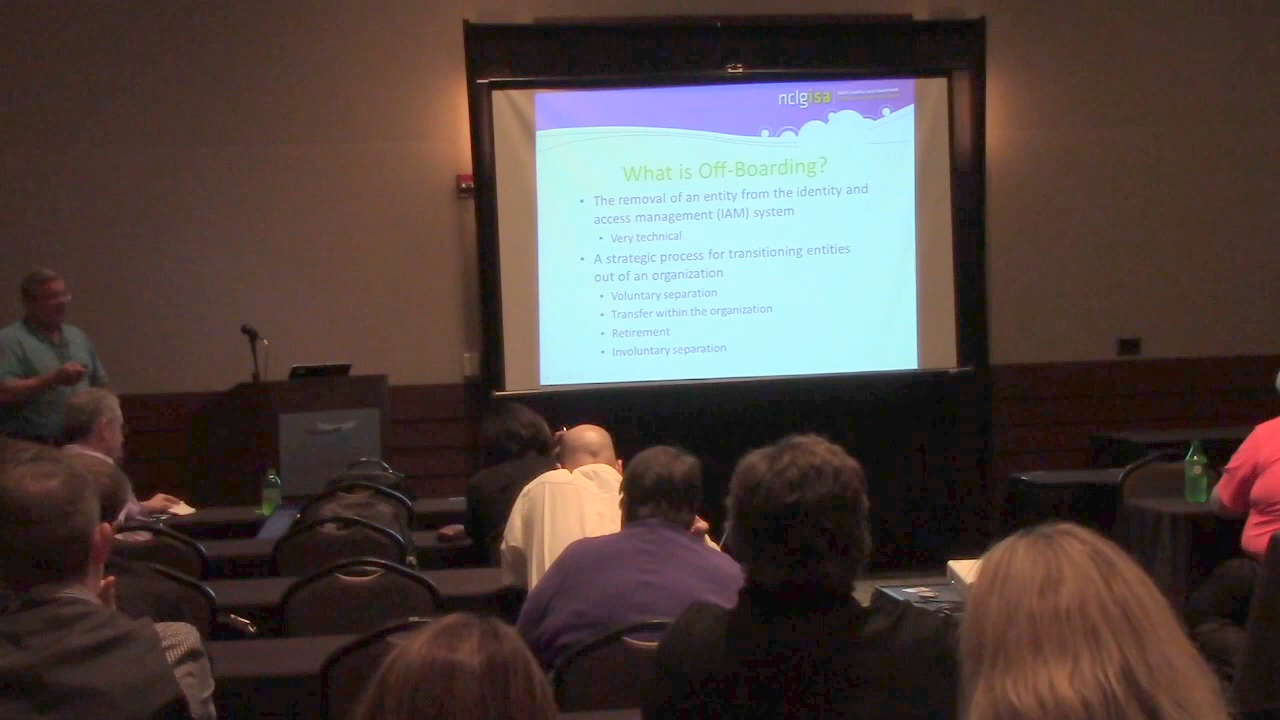 nclgisa
What is Off-Boarding?
• The removal of an entity from the identity and
access management (IAM) system
• Very technical
• A strategic process for transitioning entities
out of an organization
• Voluntary separation
• Transfer within the organization
• Retirement
• Involuntary separation